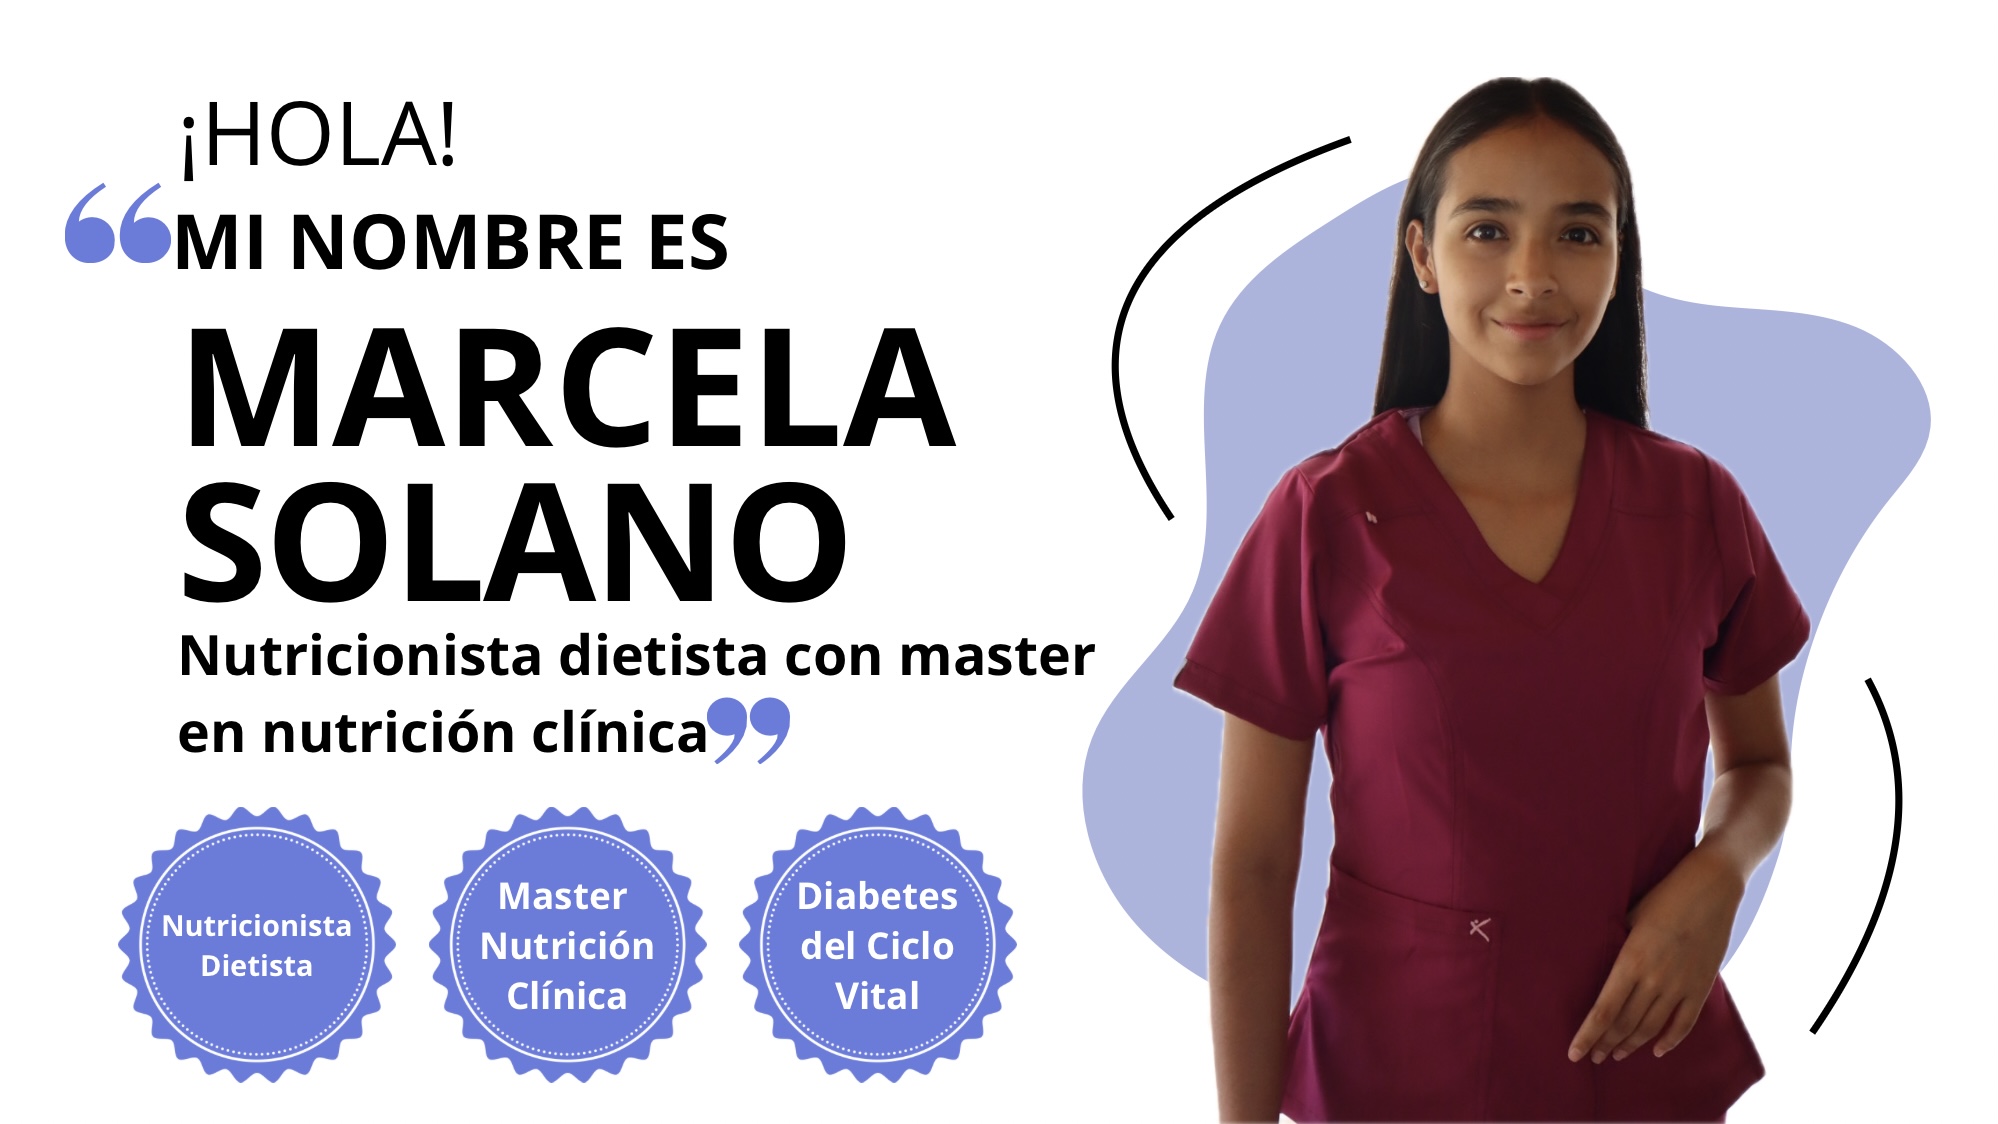 ¡HOLA!
MI NOMBRE ES
MARCELA
SOLANO
Nutricionista dietista con master
en nutrición clínica
Nutricionista
Dietista
Master
Nutrición
Clínica
Diabetes
del Ciclo
Vital